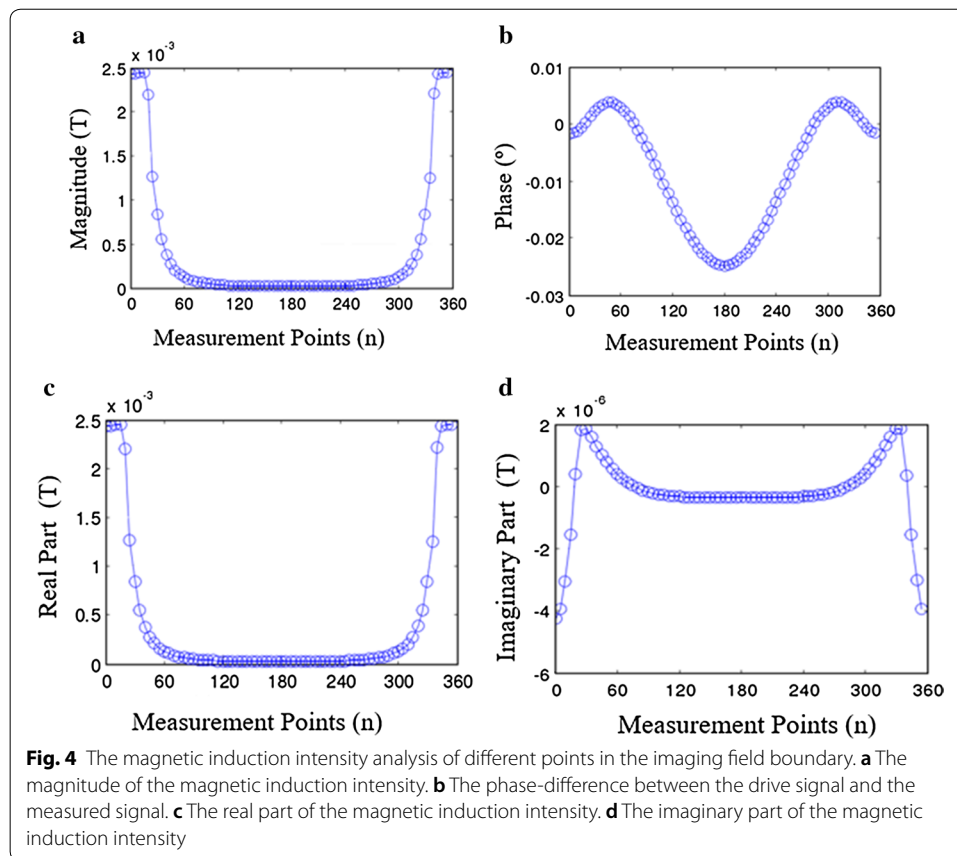 a
x 10⁻³
2.5
2
1.5
1
0.5
0
Magnitude (T)
0 60 120 180 240 300 360
Measurement Points (n)
b
0.01
0
-0.01
-0.02
-0.03
Phase (°)
0 60 120 180 240 300 360
Measurement Points (n)
c
x 10⁻³
2.5
2
1.5
1
0.5
0
Real Part (T)
0 60 120 180 240 300 360
Measurement Points (n)
d
x 10⁻⁶
2
0
-2
-4
-6
Imaginary Part (T)
0 60 120 180 240 300 360
Measurement Points (n)
Fig. 4 The magnetic induction intensity analysis of different points in the imaging field boundary. a The
magnitude of the magnetic induction intensity. b The phase-difference between the drive signal and the
measured signal. c The real part of the magnetic induction intensity. d The imaginary part of the magnetic
induction intensity